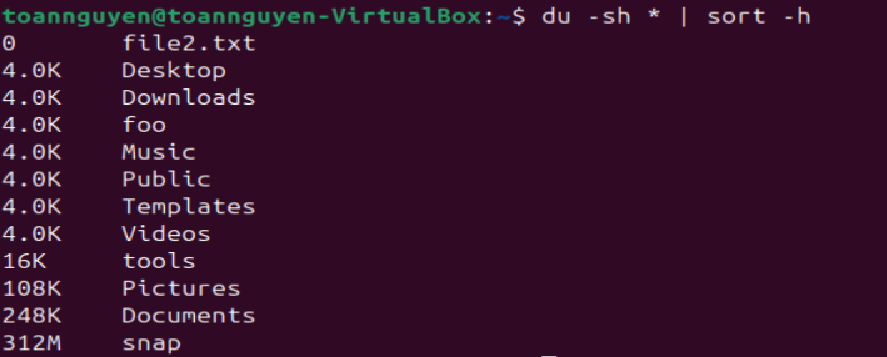 toannguyen@toannguyen-VirtualBox:~$ du -sh * | sort -h
0 file2.txt
4.0K Desktop
4.0K Downloads
4.0K foo
4.0K Music
4.0K Public
4.0K Templates
4.0K Videos
16K tools
108K Pictures
248K Documents
312M snap